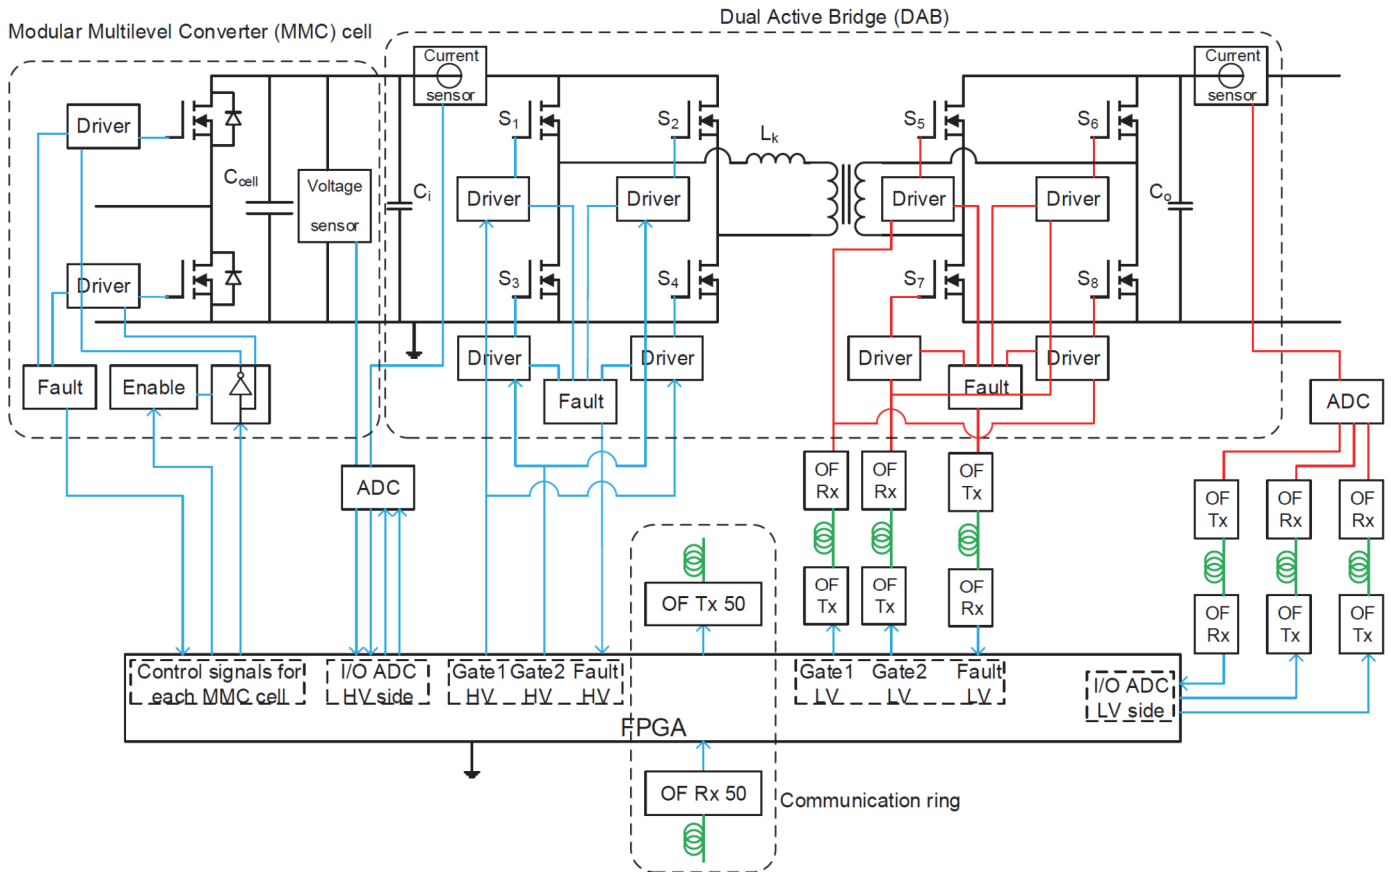 Dual Active Bridge (DAB)
Modular Multilevel Converter (MMC) cell
Current
sensor
Current
sensor
Driver
S1
S2
S5
S6
Lk
Ccell
Voltage
sensor
Ci
Driver
Driver
Driver
Driver
Co
Driver
S3
S4
S7
S8
Driver
Driver
Driver
Driver
Fault
Enable
Fault
Fault
ADC
ADC
OF
Rx
OF
Rx
OF
Tx
OF
Tx
OF
Rx
OF
Rx
OF Tx 50
OF
Tx
OF
Tx
OF
Rx
OF
Rx
OF
Tx
OF
Tx
Control signals for
each MMC cell
I/O ADC
HV side
Gate1 Gate2 Fault
HV HV HV
Gate1 Gate2 Fault
LV LV LV
I/O ADC
LV side
FPGA
OF Rx 50
Communication ring